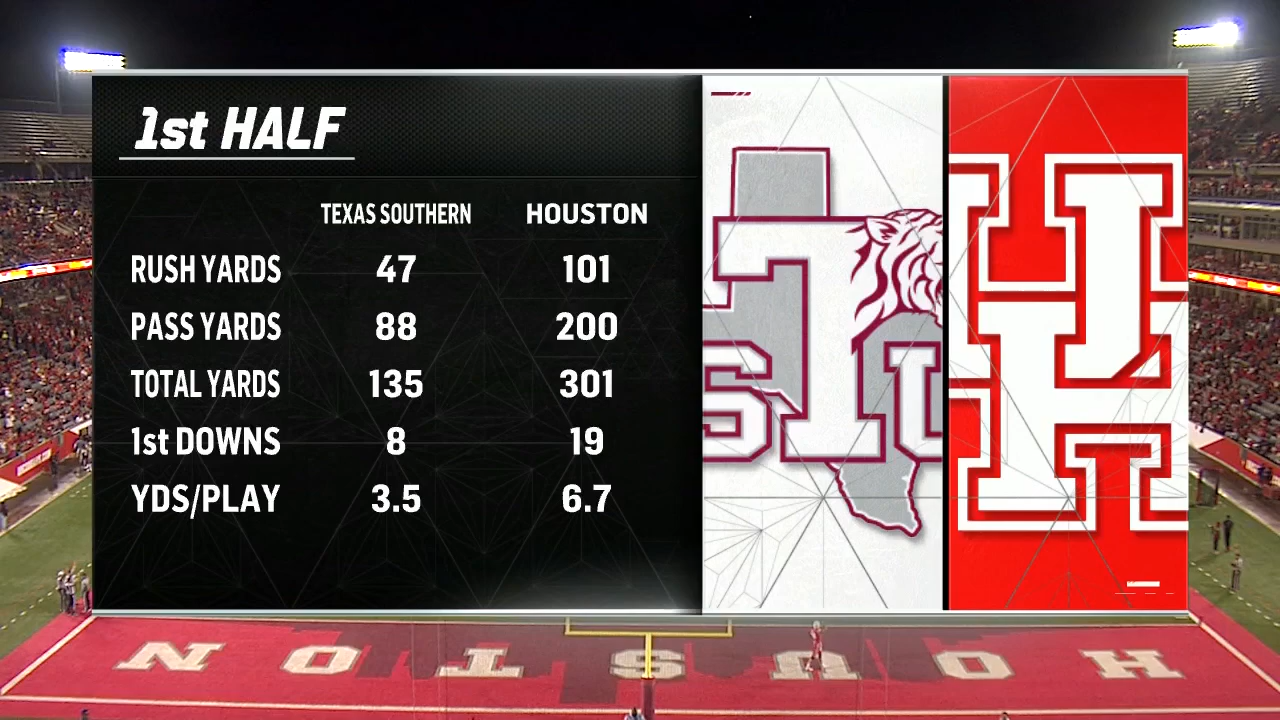 1st HALF
TEXAS SOUTHERN HOUSTON
RUSH YARDS 47 101
PASS YARDS 88 200
TOTAL YARDS 135 301
1st DOWNS 8 19
YDS/PLAY 3.5 6.7
T
S U
UH
HOUSTON